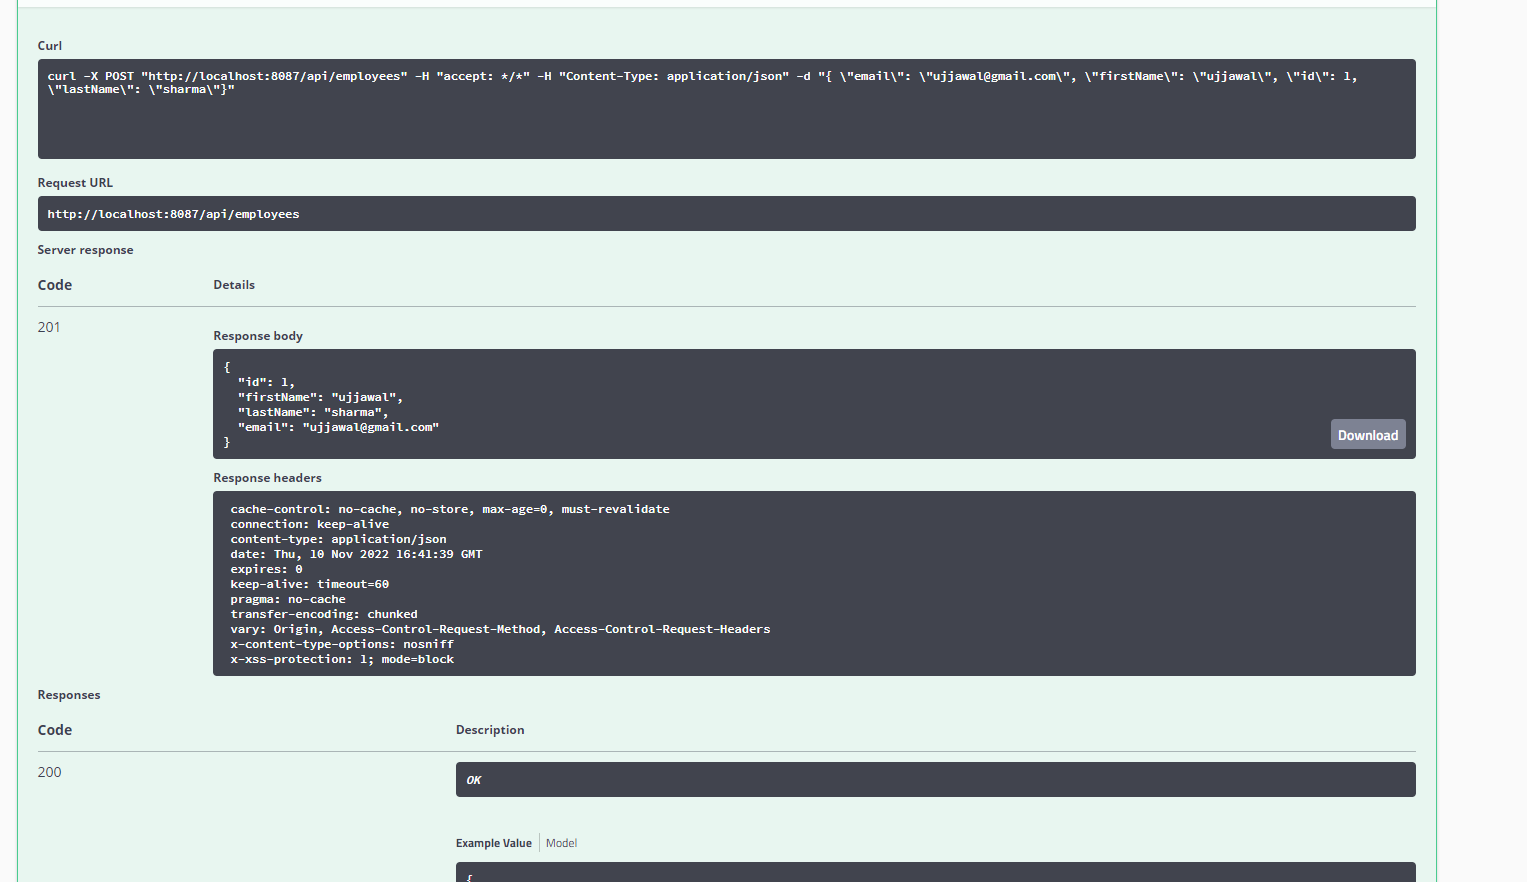 Curl
curl -X POST "http://localhost:8087/api/employees" -H "accept: */*" -H "Content-Type: application/json" -d "{ \"email\": \"ujjawal@gmail.com\", \"firstName\": \"ujjawal\", \"id\": 1,
\"lastName\": \"sharma\"}"
Request URL
http://localhost:8087/api/employees
Server response
Code Details
201
Response body
{
"id": 1,
"firstName": "ujjawal",
"lastName": "sharma",
"email": "ujjawal@gmail.com"
}
Download
Response headers
cache-control: no-cache, no-store, max-age=0, must-revalidate
connection: keep-alive
content-type: application/json
date: Thu, 10 Nov 2022 16:41:39 GMT
expires: 0
keep-alive: timeout=60
pragma: no-cache
transfer-encoding: chunked
vary: Origin, Access-Control-Request-Method, Access-Control-Request-Headers
x-content-type-options: nosniff
x-xss-protection: 1; mode=block
Responses
Code Description
200
OK
Example Value Model
{